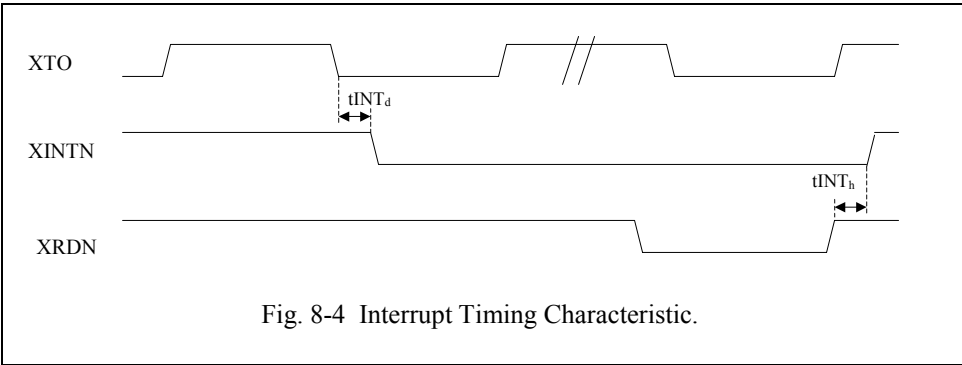 XTO
tINTd
XINTN
tINTh
XRDN
Fig. 8-4 Interrupt Timing Characteristic.